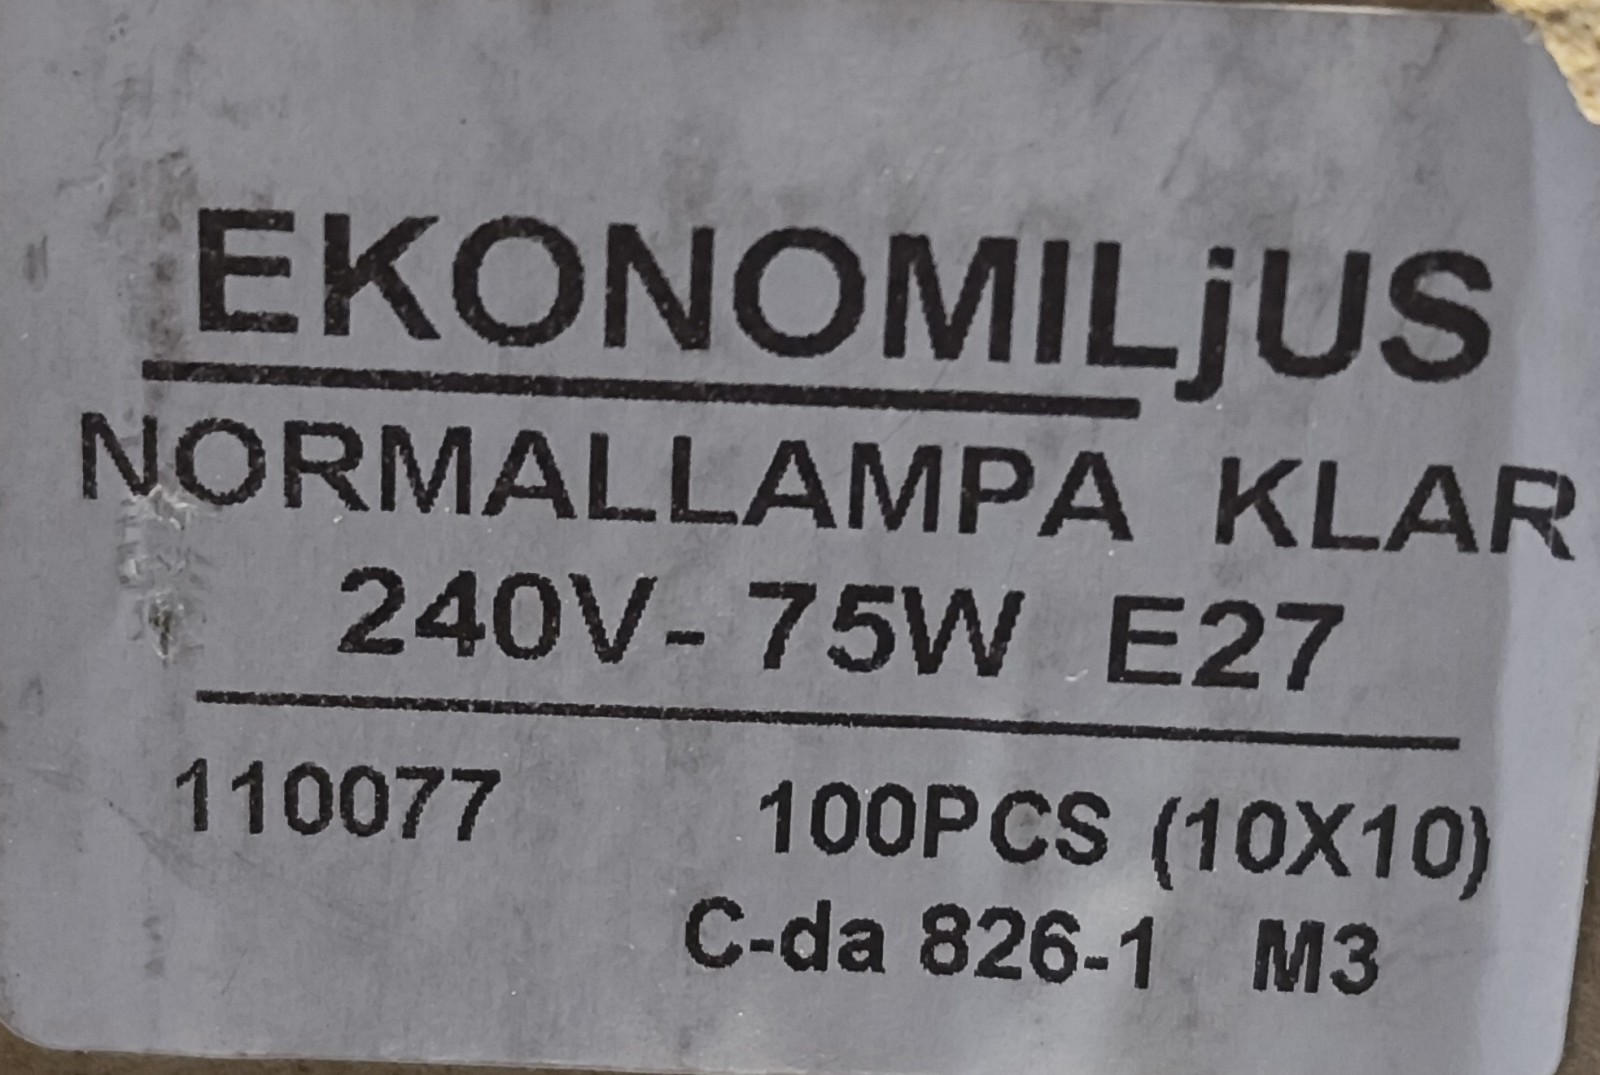 EKONOMILjUS
NORMALLAMPA KLAR
240V- 75W E27
110077 100PCS (10X10)
C-da 826-1 M3